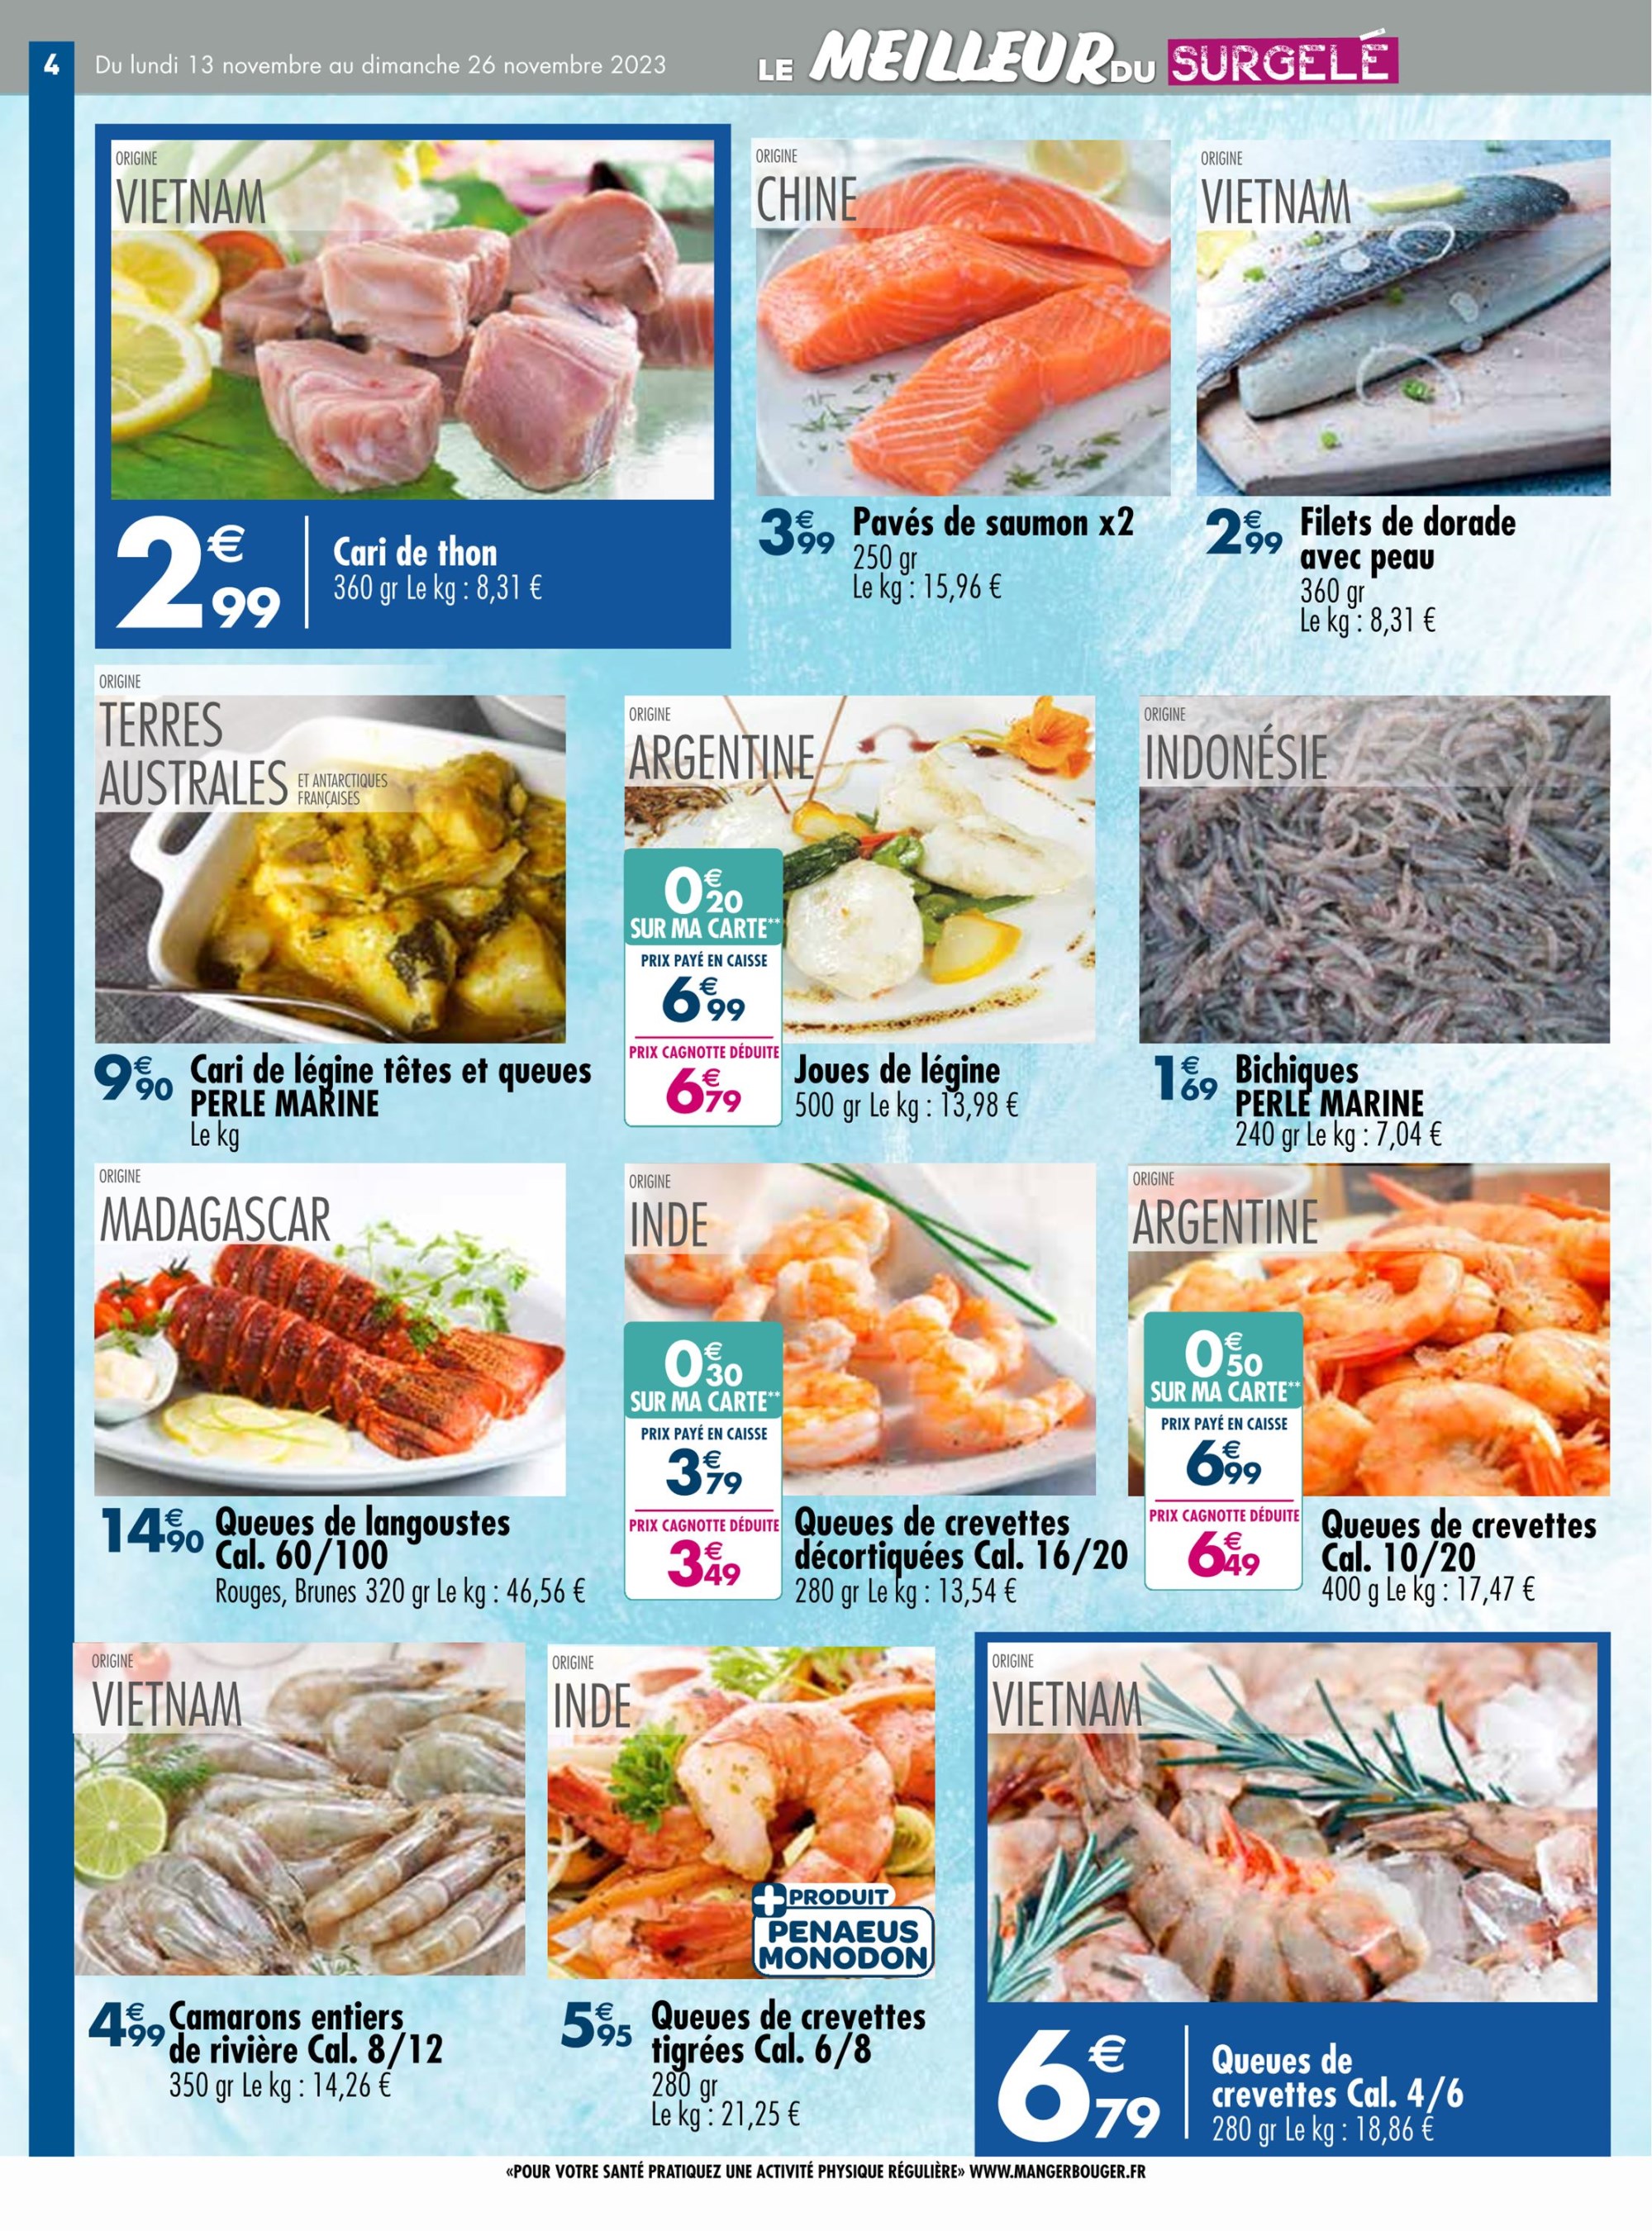 4
Du lundi 13 novembre au dimanche 26 novembre 2023
LE MEILLEUR DU SURGELÉ
ORIGINE
VIETNAM
2€99
Cari de thon
360 gr Le kg : 8,31 €
ORIGINE
CHINE
3€99
Pavés de saumon x2
250 gr
Le kg : 15,96 €
ORIGINE
VIETNAM
2€99
Filets de dorade
avec peau
360 gr
Le kg : 8,31 €
ORIGINE
TERRES
AUSTRALES ET ANTARCTIQUES
FRANÇAISES
9€90
Cari de légine têtes et queues
PERLE MARINE
Le kg
ORIGINE
ARGENTINE
0€20
SUR MA CARTE**
PRIX PAYÉ EN CAISSE
6€99
PRIX CAGNOTTE DÉDUITE
6€79
Joues de légine
500 gr Le kg : 13,98 €
ORIGINE
INDONÉSIE
1€69
Bichiques
PERLE MARINE
240 gr Le kg : 7,04 €
ORIGINE
MADAGASCAR
14€90
Queues de langoustes
Cal. 60/100
Rouges, Brunes 320 gr Le kg : 46,56 €
ORIGINE
INDE
0€30
SUR MA CARTE**
PRIX PAYÉ EN CAISSE
3€79
PRIX CAGNOTTE DÉDUITE
3€49
Queues de crevettes
décortiquées Cal. 16/20
280 gr Le kg : 13,54 €
ORIGINE
ARGENTINE
0€50
SUR MA CARTE**
PRIX PAYÉ EN CAISSE
6€99
PRIX CAGNOTTE DÉDUITE
6€49
Queues de crevettes
Cal. 10/20
400 g Le kg : 17,47 €
ORIGINE
VIETNAM
4€99
Camarons entiers
de rivière Cal. 8/12
350 gr Le kg : 14,26 €
ORIGINE
INDE
+ PRODUIT
PENAEUS
MONODON
5€95
Queues de crevettes
tigrées Cal. 6/8
280 gr
Le kg : 21,25 €
ORIGINE
VIETNAM
6€79
Queues de
crevettes Cal. 4/6
280 gr Le kg : 18,86 €
«POUR VOTRE SANTÉ PRATIQUEZ UNE ACTIVITÉ PHYSIQUE RÉGULIÈRE» WWW.MANGERBOUGER.FR